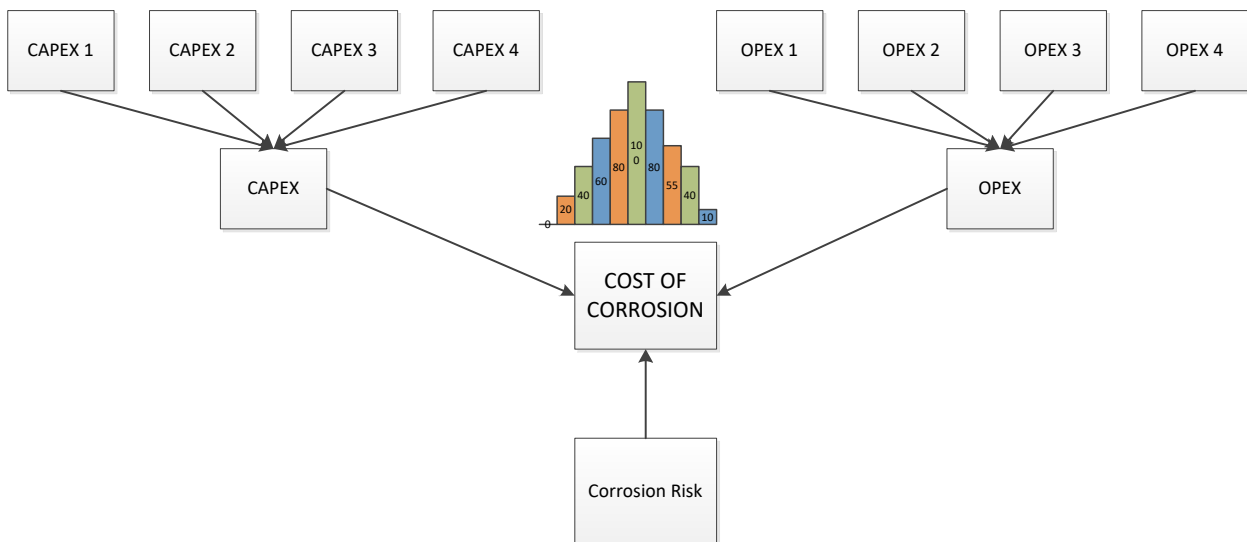 CAPEX 1
CAPEX 2
CAPEX 3
CAPEX 4
OPEX 1
OPEX 2
OPEX 3
OPEX 4
CAPEX
0
20
40
60
80
10
0
80
55
40
10
OPEX
COST OF
CORROSION
Corrosion Risk